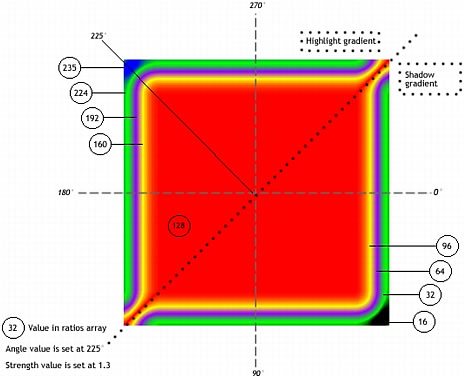 270°
225°
Highlight gradient
235
Shadow
gradient
224
192
160
180°
0°
128
96
64
32
16
32 Value in ratios array
Angle value is set at 225°
Strength value is set at 1.3
90°